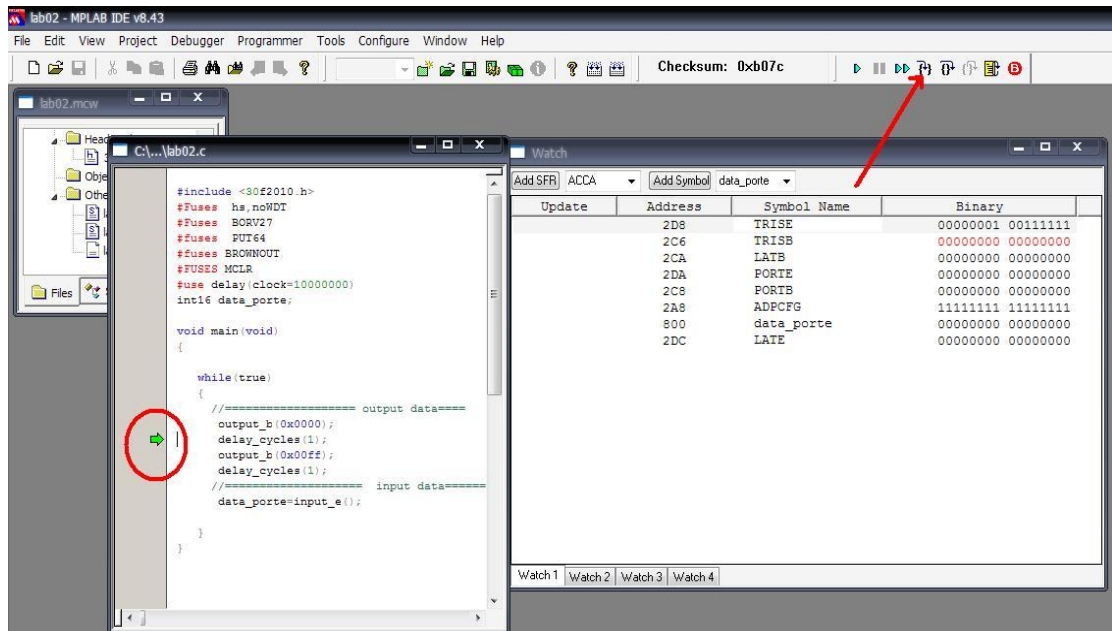 lab02 - MPLAB IDE v8.43
File Edit View Project Debugger Programmer Tools Configure Window Help
Checksum: 0xb07c
lab02.mcw
Head
Obje
Othe
Files
C:\...\lab02.c
#include <30f2010.h>
#Fuses hs,noWDT
#Fuses BORV27
#fuses PUT64
#fuses BROWNOUT
#FUSES MCLR
#use delay(clock=10000000)
int16 data_porte;
void main(void)
{
while(true)
{
//=================== output data====
output_b(0x0000);
delay_cycles(1);
output_b(0x00ff);
delay_cycles(1);
//==================== input data======
data_porte=input_e();
}
}
Watch
Add SFR ACCA Add Symbol data_porte
Update Address Symbol Name Binary
2D8 TRISE 00000001 00111111
2C6 TRISB 00000000 00000000
2CA LATB 00000000 00000000
2DA PORTE 00000000 00000000
2C8 PORTB 00000000 00000000
2A8 ADPCFG 11111111 11111111
800 data_porte 00000000 00000000
2DC LATE 00000000 00000000
Watch 1 Watch 2 Watch 3 Watch 4